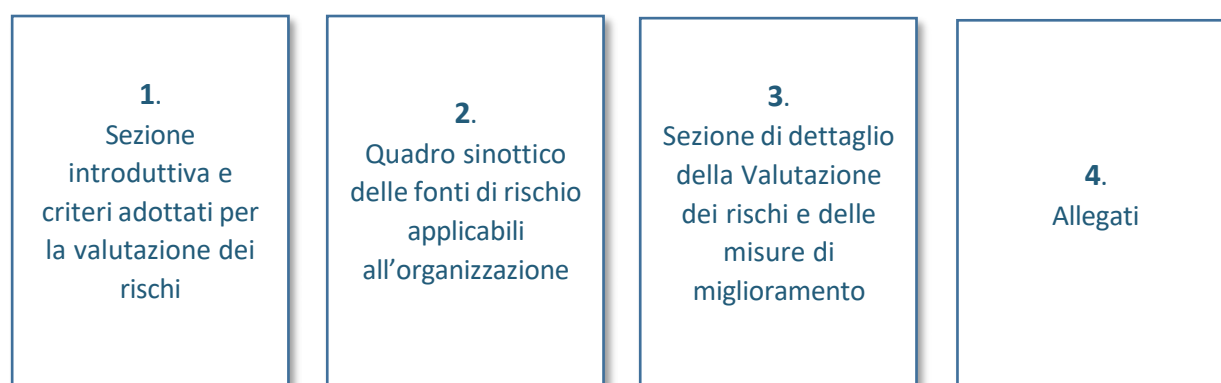 1.
Sezione
introduttiva e
criteri adottati per
la valutazione dei
rischi
2.
Quadro sinottico
delle fonti di rischio
applicabili
all’organizzazione
3.
Sezione di dettaglio
della Valutazione
dei rischi e delle
misure di
miglioramento
4.
Allegati